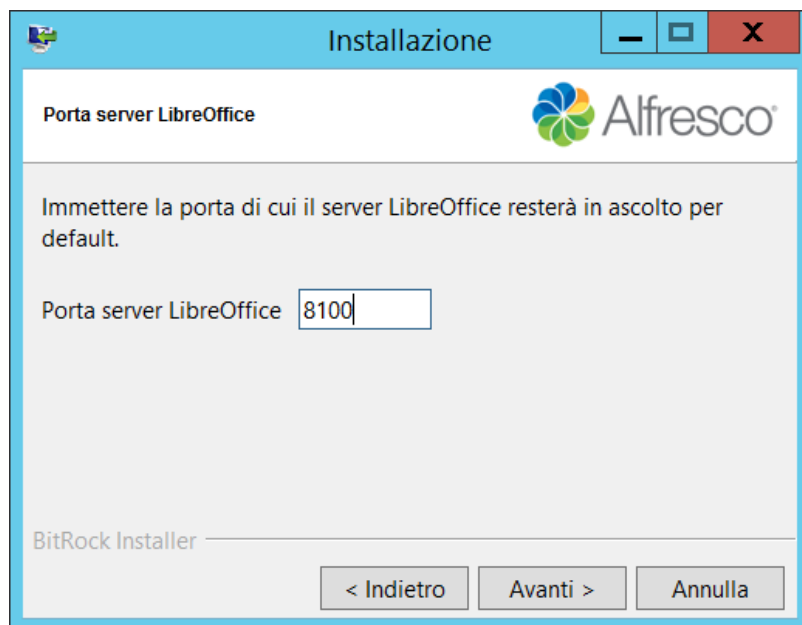 Installazione
Porta server LibreOffice
Alfresco®
Immettere la porta di cui il server LibreOffice resterà in ascolto per
default.
Porta server LibreOffice 8100
BitRock Installer
< Indietro Avanti > Annulla